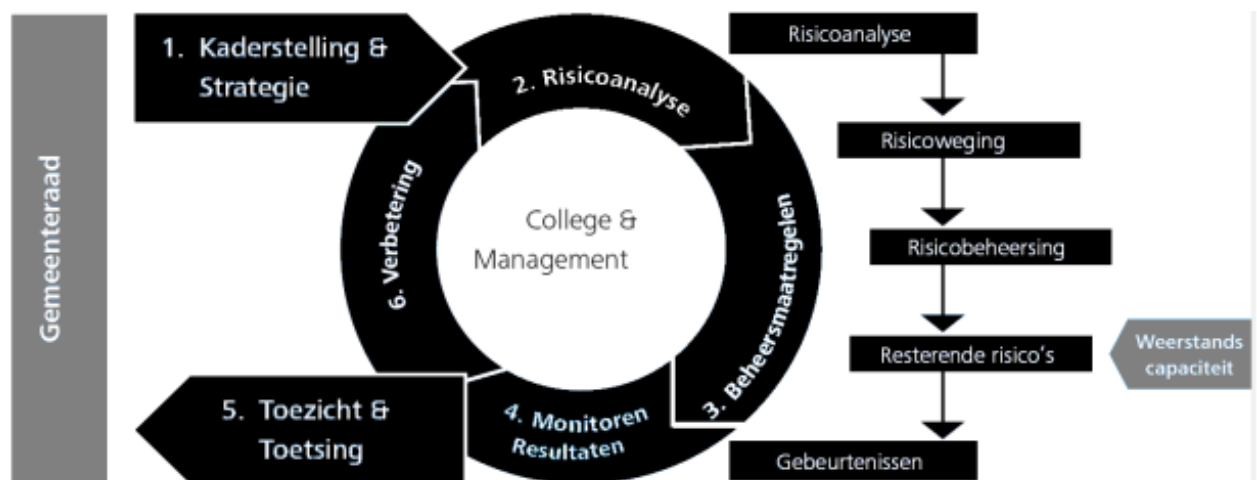 Gemeenteraad
1. Kaderstelling &
Strategie
2. Risicoanalyse
3. Beheersmaatregelen
4. Monitoren
Resultaten
5. Toezicht &
Toetsing
6. Verbetering
College &
Management
Risicoanalyse
Risicoweging
Risicobeheersing
Resterende risico's
Weerstands
capaciteit
Gebeurtenissen